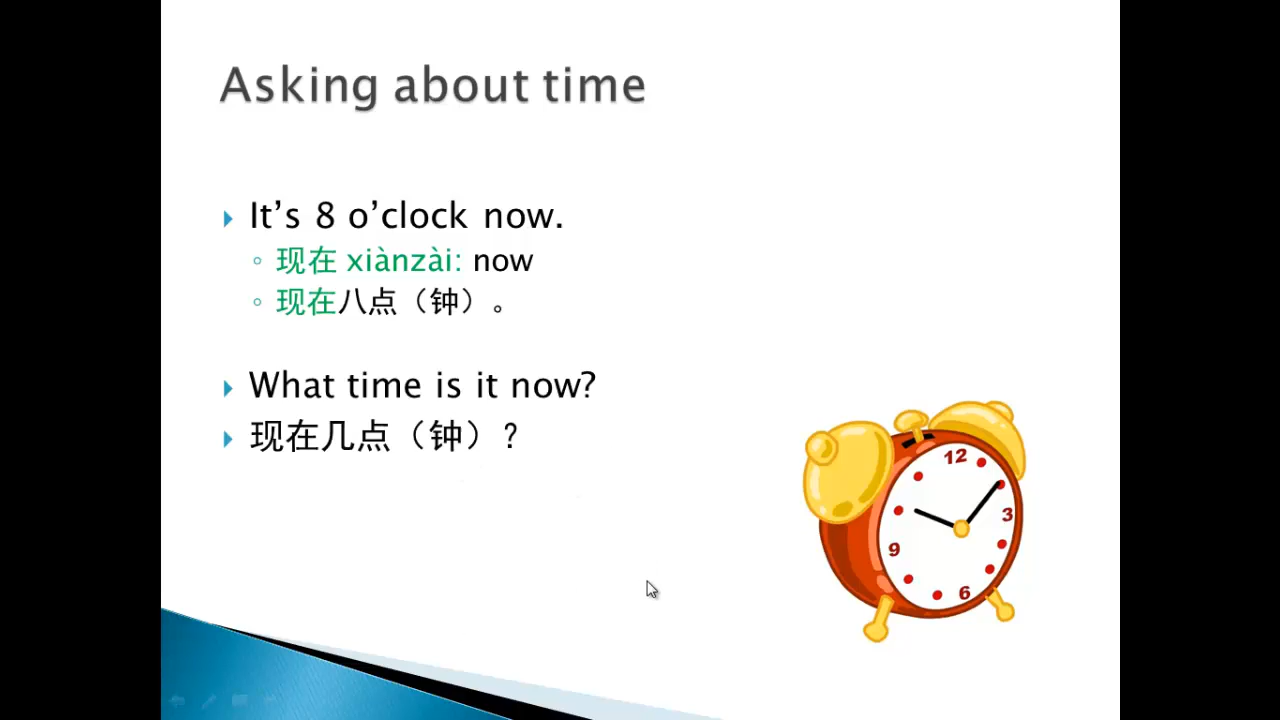 Asking about time
It’s 8 o’clock now.
现在 xiànzài: now
现在八点（钟）。
What time is it now?
现在几点（钟）？
12
3
9
6